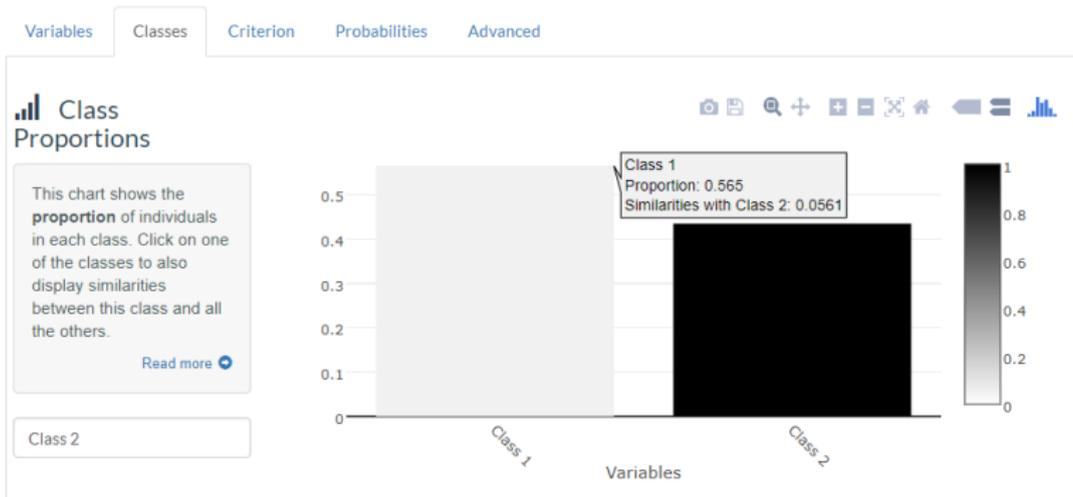 Variables Classes Criterion Probabilities Advanced
Class
Proportions
This chart shows the
proportion of individuals
in each class. Click on one
of the classes to also
display similarities
between this class and all
the others.
Read more
Class 2
0.5
0.4
0.3
0.2
0.1
0
Class 1
Proportion: 0.565
Similarities with Class 2: 0.0561
Class 1
Class 2
Variables
1
0.8
0.6
0.4
0.2
0